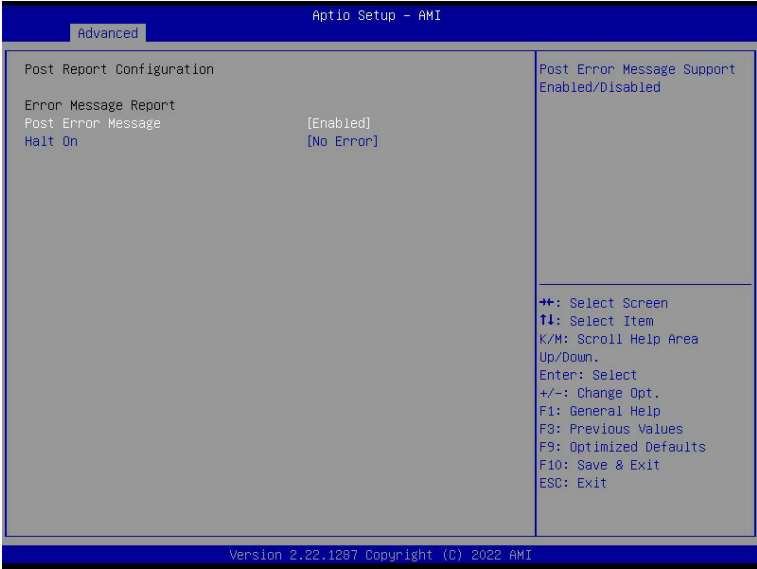 Aptio Setup – AMI
Advanced
Post Report Configuration
Error Message Report
Post Error Message [Enabled]
Halt On [No Error]
Post Error Message Support
Enabled/Disabled
→←: Select Screen
↑↓: Select Item
K/M: Scroll Help Area
Up/Down.
Enter: Select
+/-: Change Opt.
F1: General Help
F3: Previous Values
F9: Optimized Defaults
F10: Save & Exit
ESC: Exit
Version 2.22.1287 Copyright (C) 2022 AMI